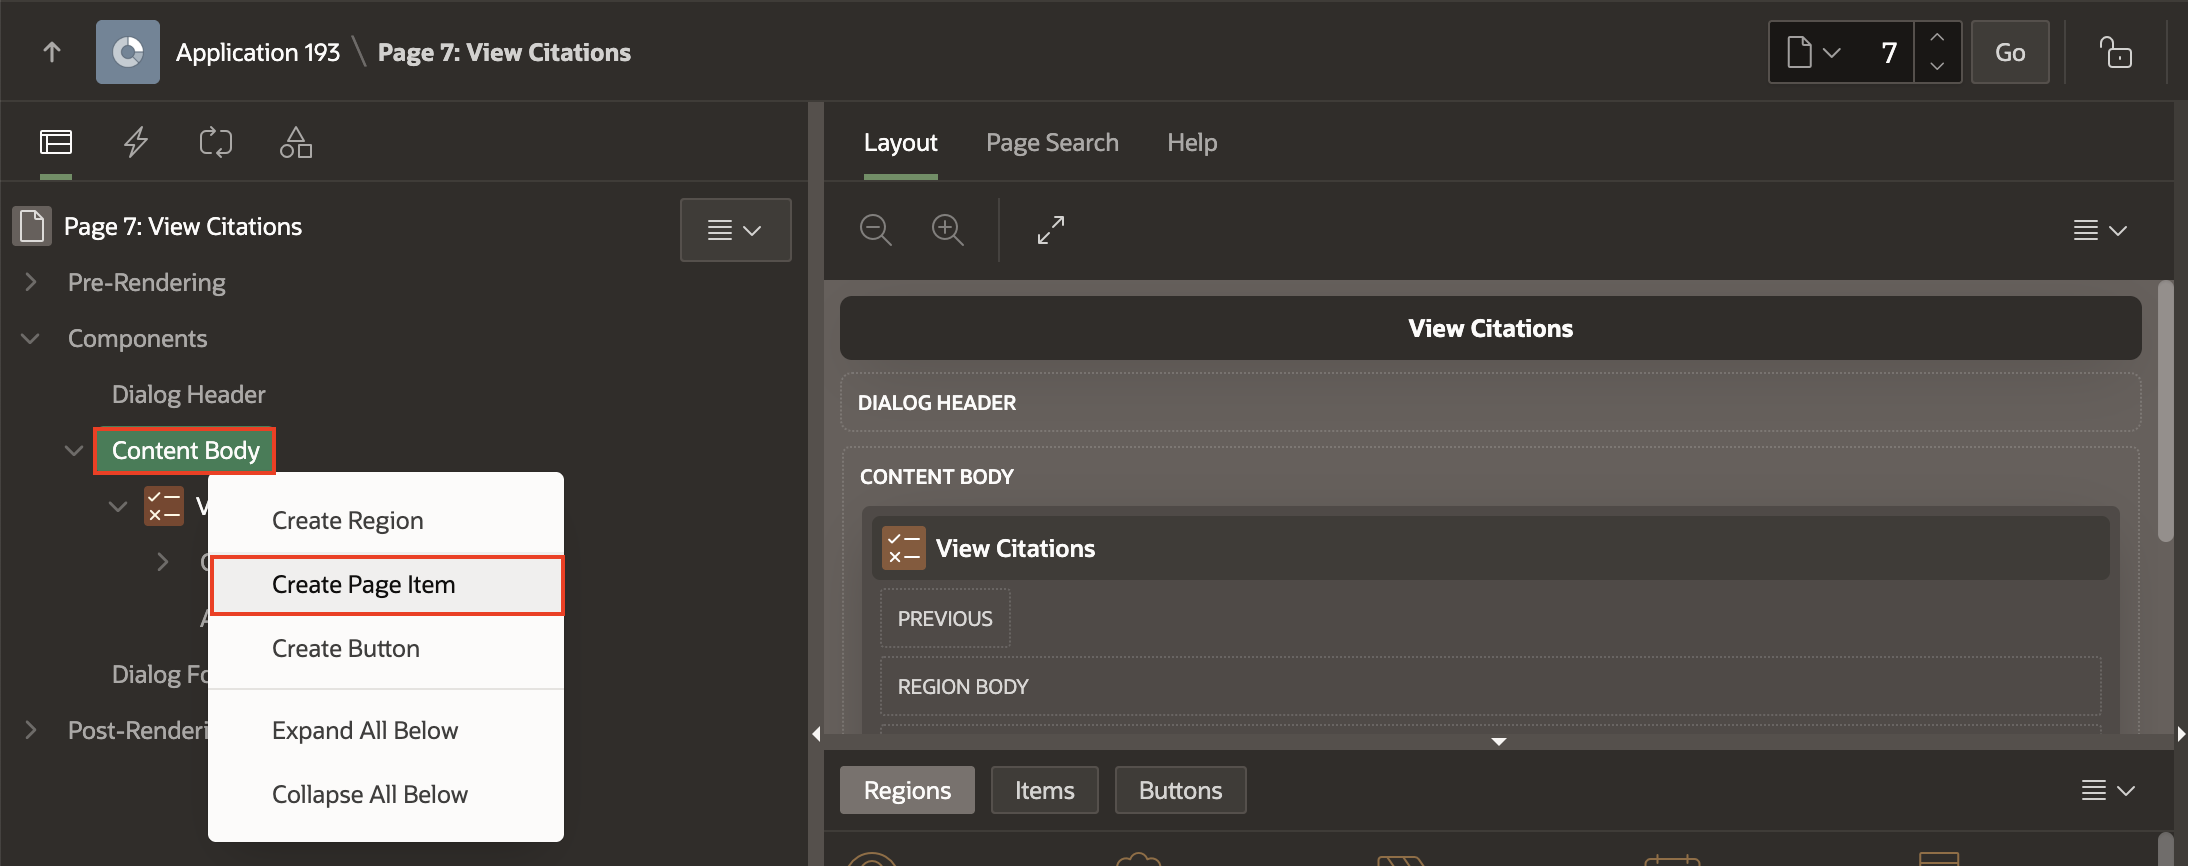 Application 193 \ Page 7: View Citations
7
Go
Page 7: View Citations
Pre-Rendering
Components
Dialog Header
Content Body
Create Region
Create Page Item
Create Button
Dialog Fo
Post-Renderi
Expand All Below
Collapse All Below
Layout Page Search Help
View Citations
DIALOG HEADER
CONTENT BODY
View Citations
PREVIOUS
REGION BODY
Regions Items Buttons